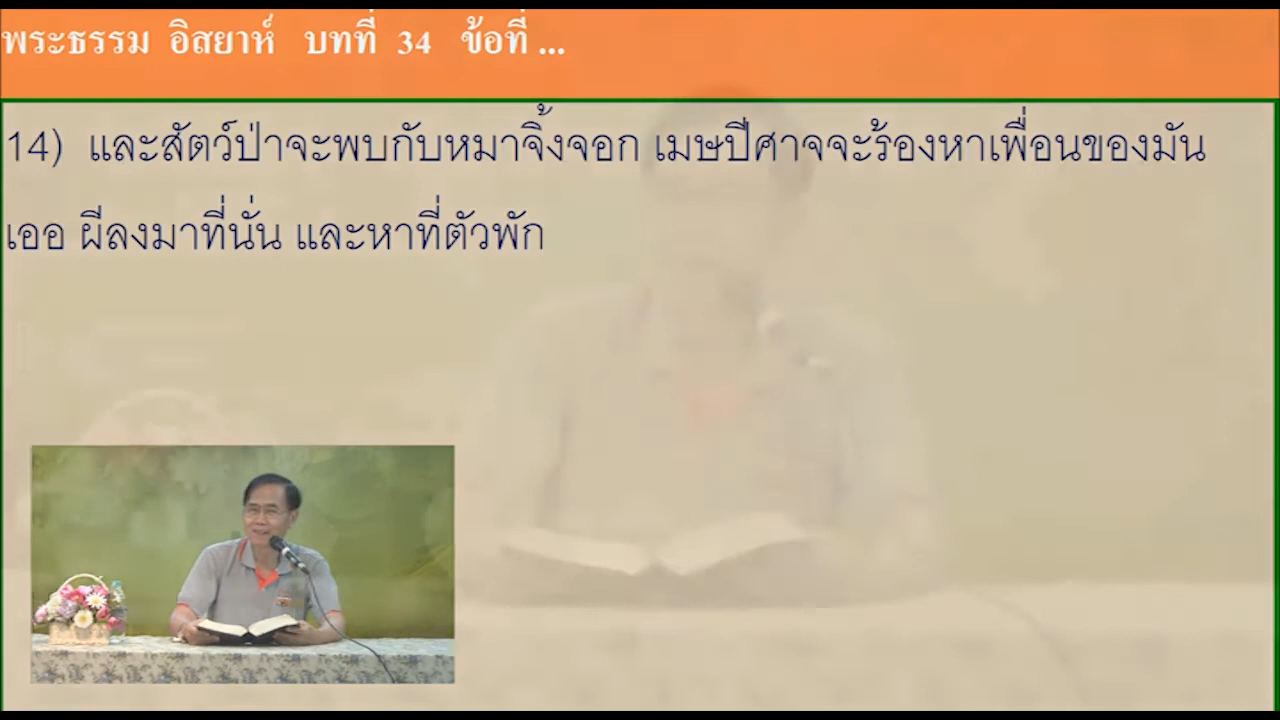 พระธรรม อิสยาห์ บทที่ 34 ข้อที่ ...
14) และสัตว์ป่าจะพบกับหมาจิ้งจอก เมษปีศาจจะร้องหาเพื่อนของมัน
เออ ผีลงมาที่นั่น และหาที่ตัวพัก